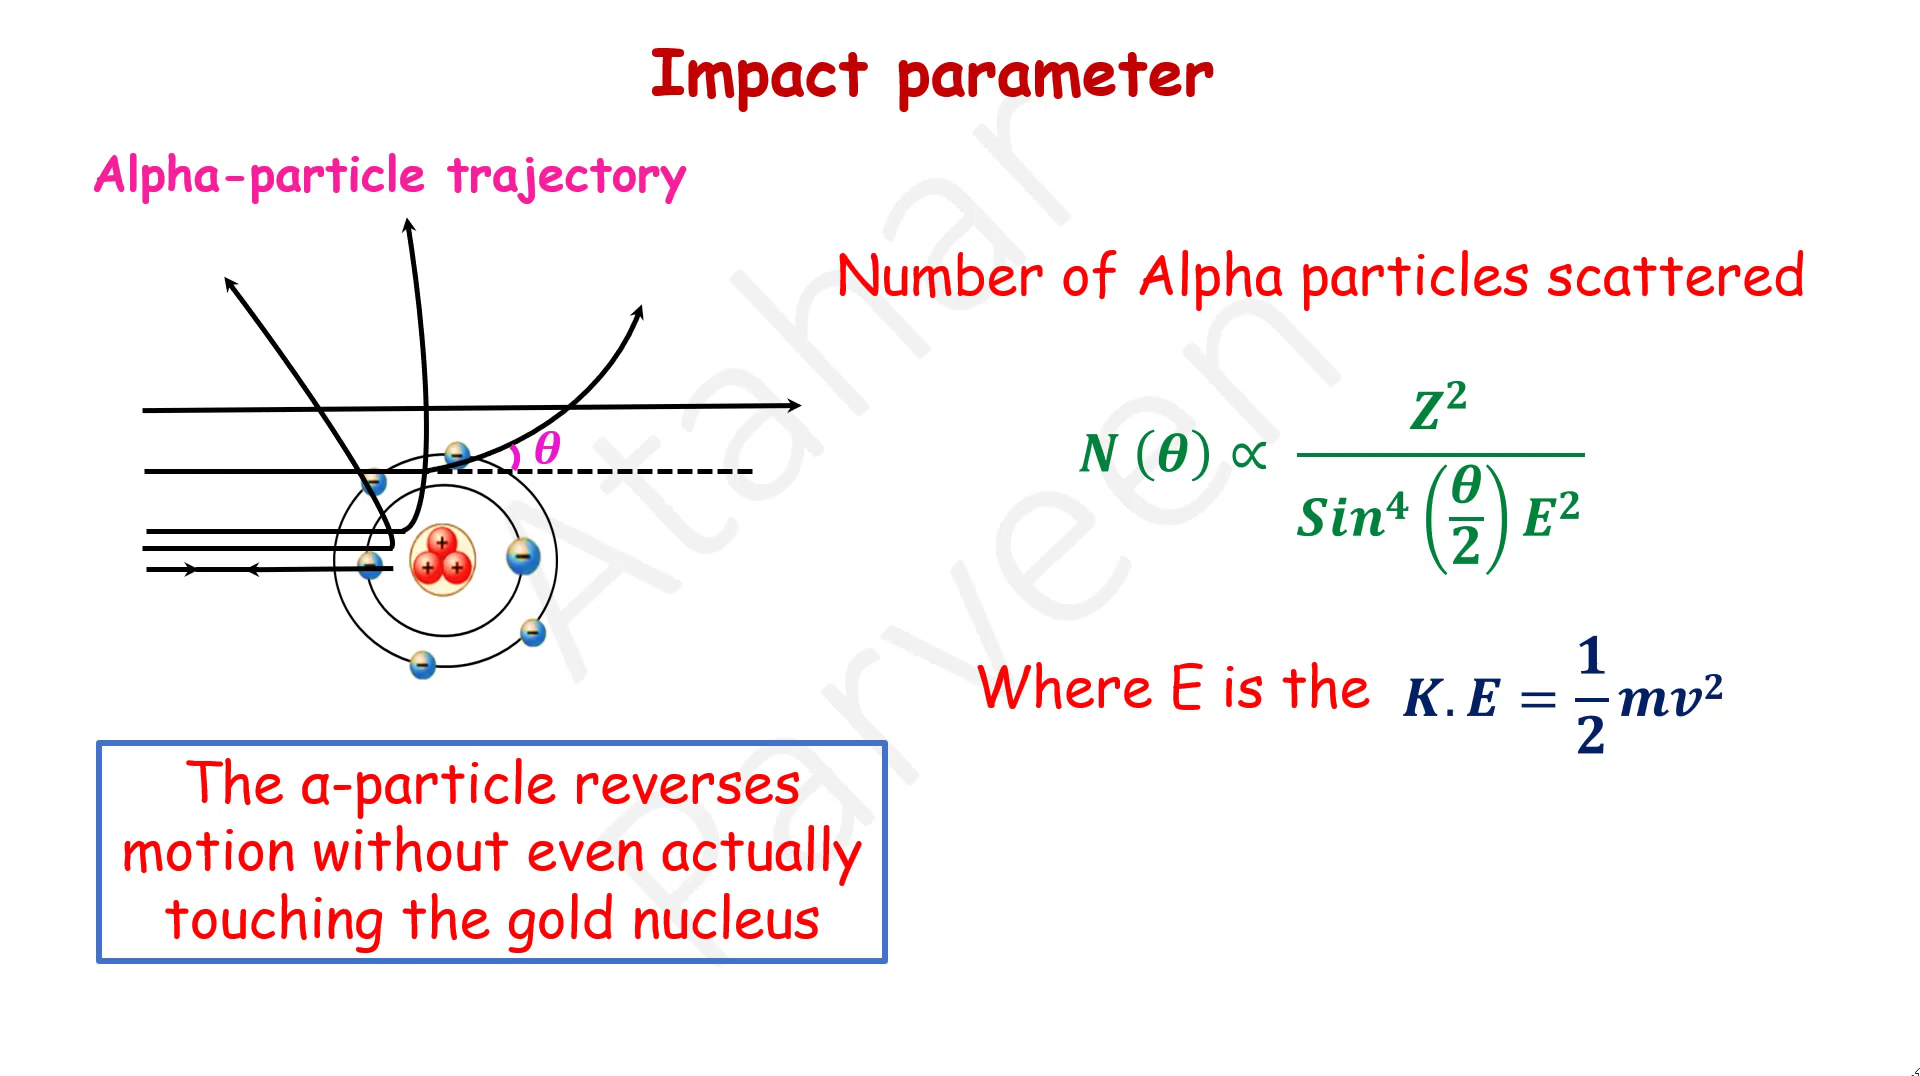 Impact parameter
Alpha-particle trajectory
θ
+
+ +
- - - - - -
The α-particle reverses
motion without even actually
touching the gold nucleus
Number of Alpha particles scattered
N (θ) ∝ Z² / Sin⁴ (θ/2) E²
Where E is the K.E = 1/2 mv²
Atahar
Parveen